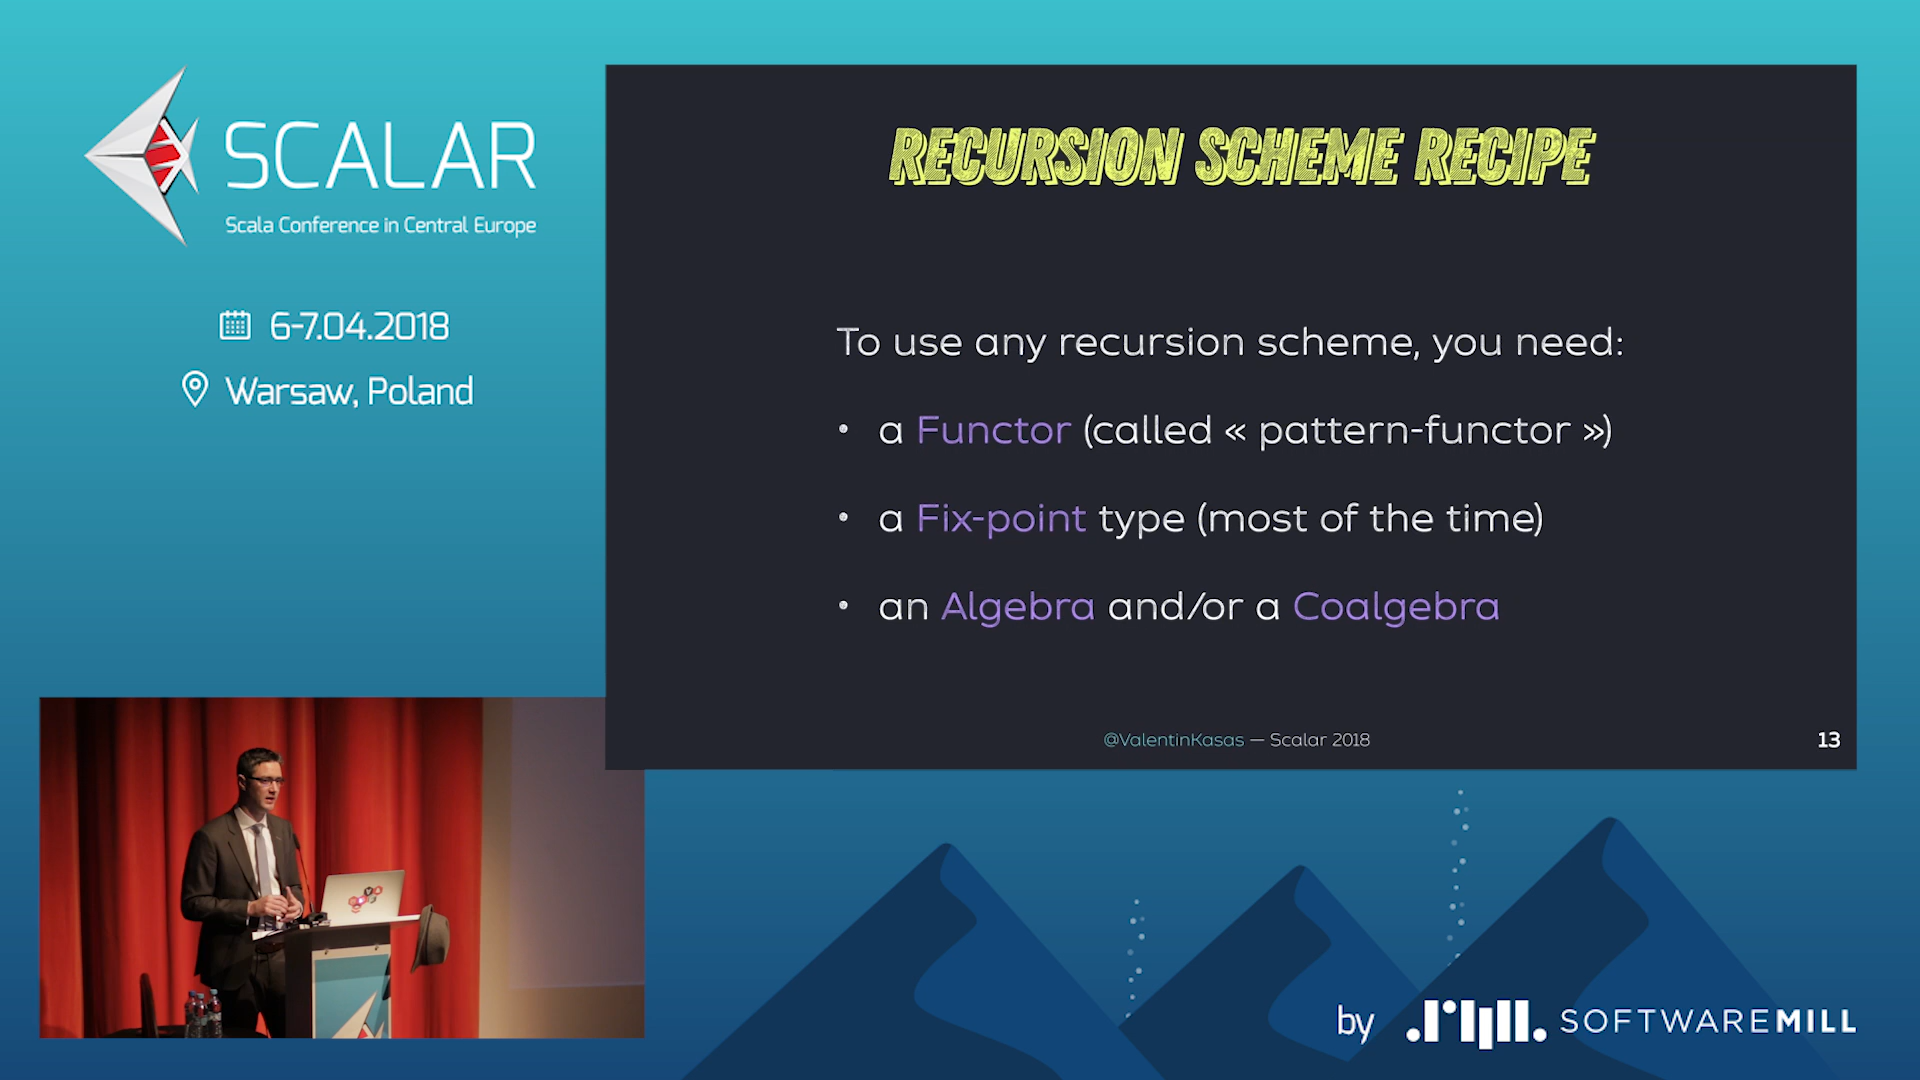 SCALAR
Scala Conference in Central Europe
6-7.04.2018
Warsaw, Poland
RECURSION SCHEME RECIPE
To use any recursion scheme, you need:
• a Functor (called « pattern-functor »)
• a Fix-point type (most of the time)
• an Algebra and/or a Coalgebra
@ValentinKasas — Scalar 2018
13
by SOFTWAREMILL